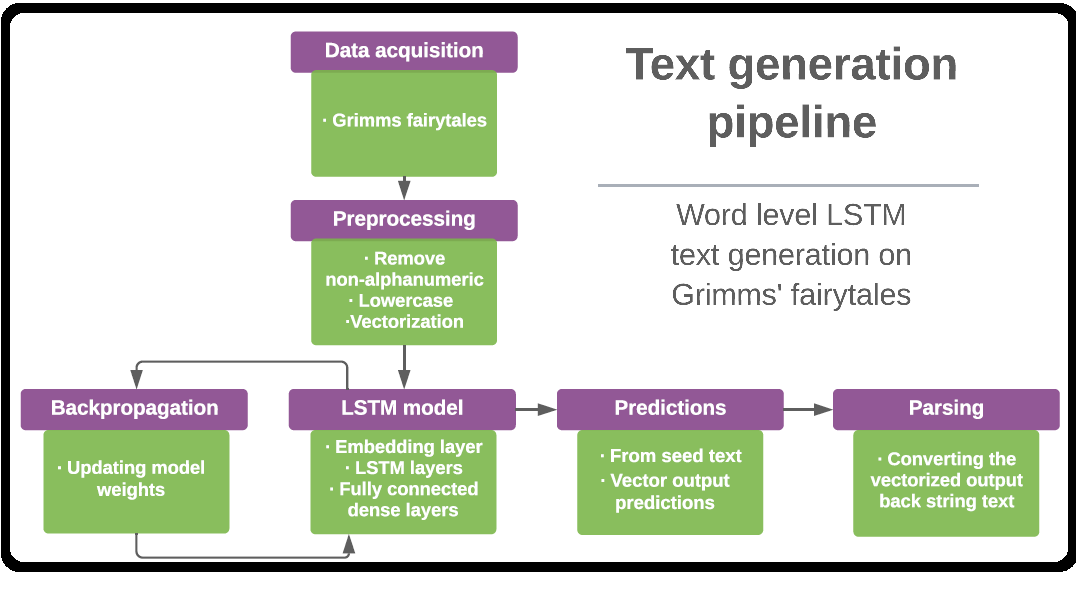 Text generation
pipeline
Word level LSTM
text generation on
Grimms' fairytales
Data acquisition
· Grimms fairytales
Preprocessing
· Remove
non-alphanumeric
· Lowercase
·Vectorization
Backpropagation
· Updating model
weights
LSTM model
· Embedding layer
· LSTM layers
· Fully connected
dense layers
Predictions
· From seed text
· Vector output
predictions
Parsing
· Converting the
vectorized output
back string text